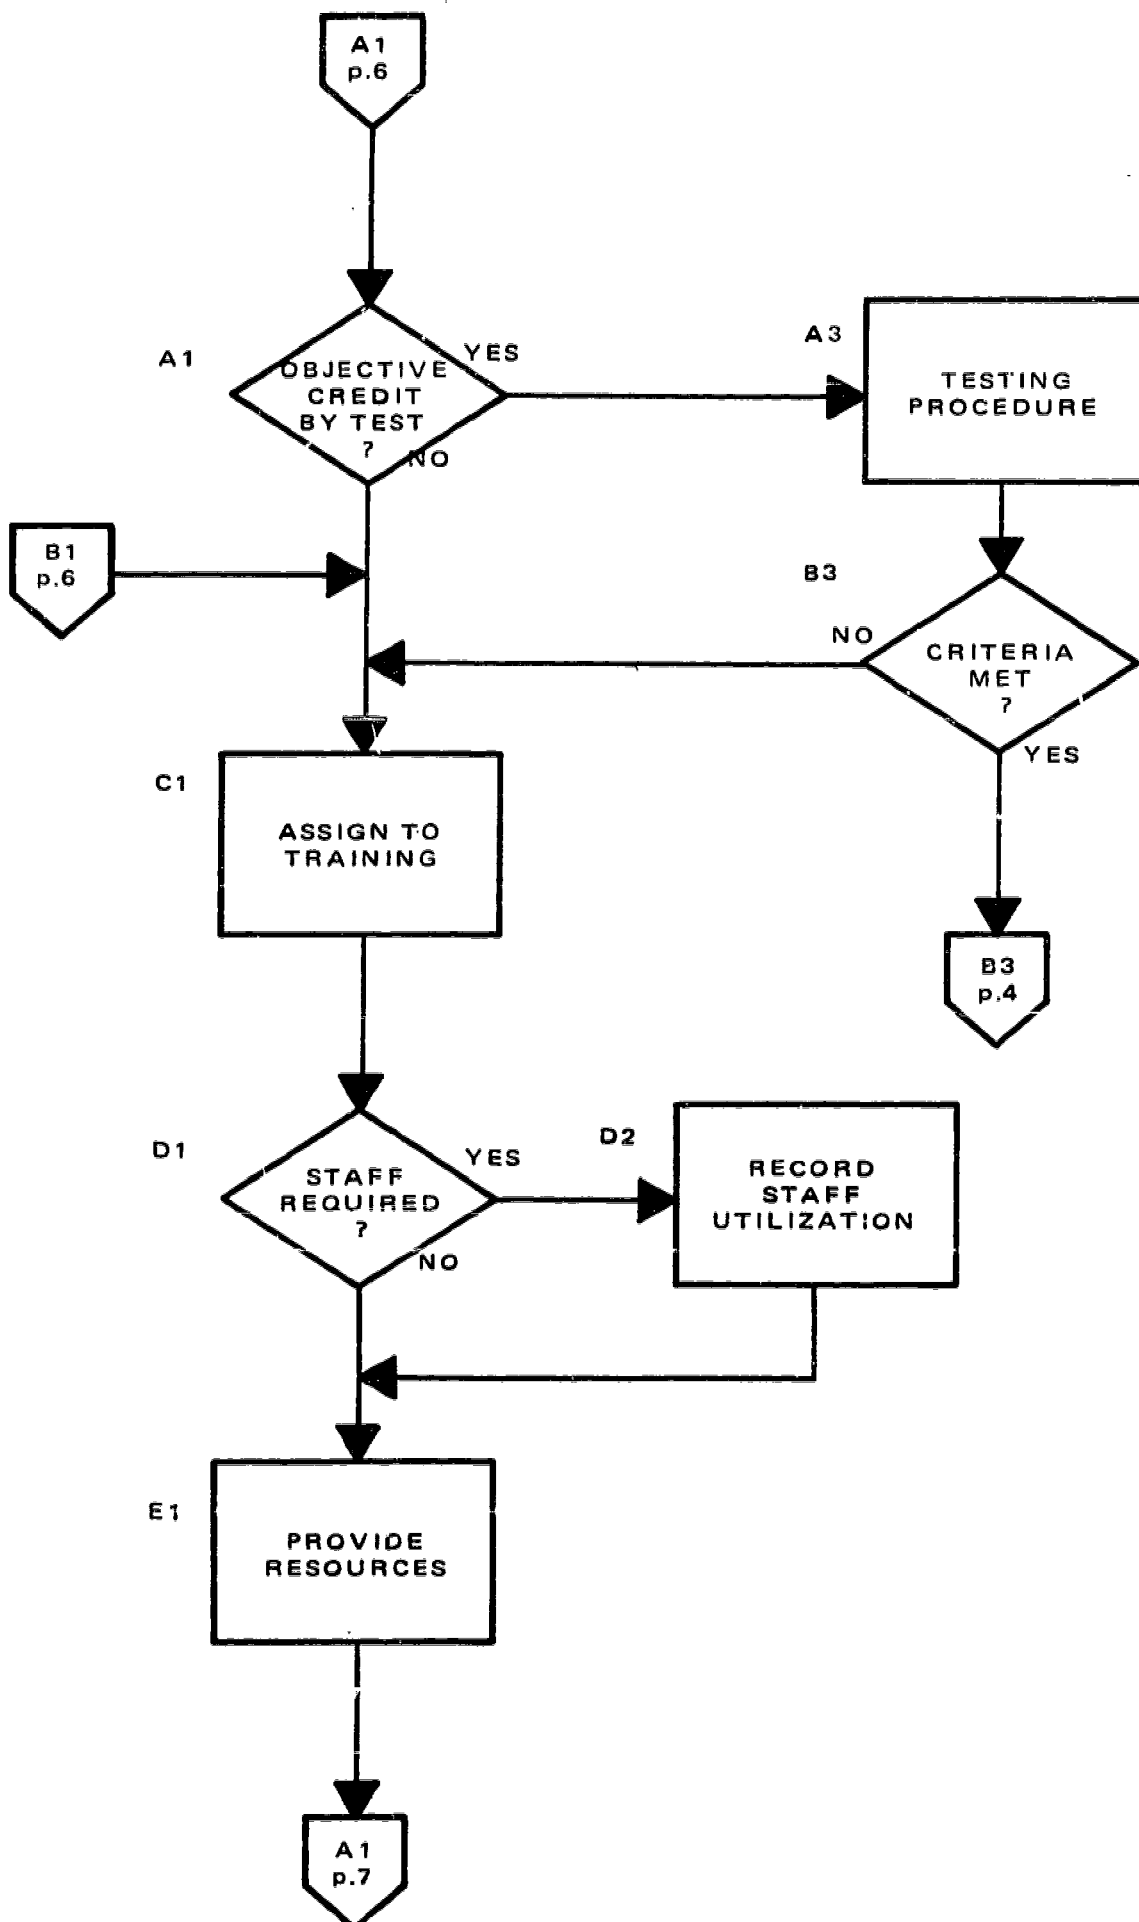 A1
p.6
A1
OBJECTIVE
CREDIT
BY TEST
?
YES
NO
A3
TESTING
PROCEDURE
B1
p.6
B3
CRITERIA
MET
?
NO
YES
C1
ASSIGN TO
TRAINING
B3
p.4
D1
STAFF
REQUIRED
?
YES
NO
D2
RECORD
STAFF
UTILIZATION
E1
PROVIDE
RESOURCES
A1
p.7